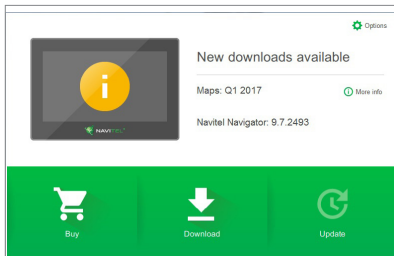 Options
New downloads available
Maps: Q1 2017
More info
NAVITEL
Navitel Navigator: 9.7.2493
Buy
Download
Update